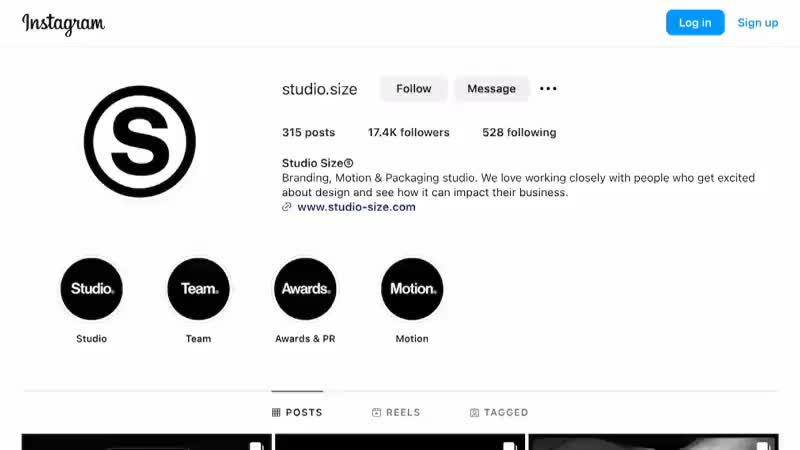 Instagram
Log in
Sign up
S
studio.size
Follow
Message
315 posts
17.4K followers
528 following
Studio Size®
Branding, Motion & Packaging studio. We love working closely with people who get excited
about design and see how it can impact their business.
www.studio-size.com
Studio®
Team®
Awards®
Motion®
Studio
Team
Awards & PR
Motion
POSTS
REELS
TAGGED